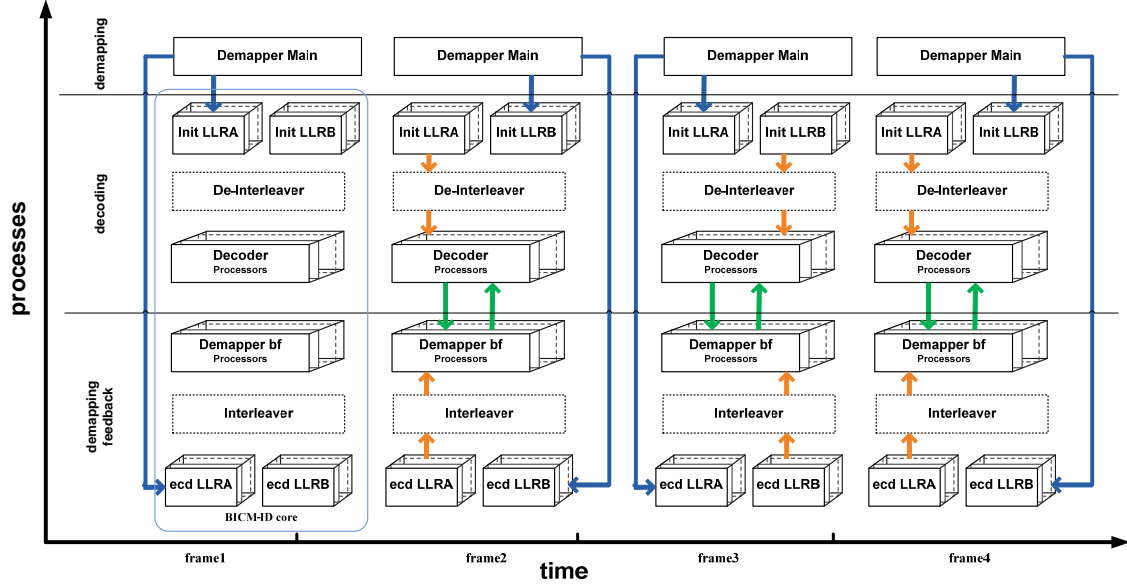 demapping
Demapper Main
Demapper Main
Demapper Main
Demapper Main
Init LLRA
Init LLRB
Init LLRA
Init LLRB
Init LLRA
Init LLRB
Init LLRA
Init LLRB
decoding
De-Interleaver
De-Interleaver
De-Interleaver
De-Interleaver
processes
Decoder
Processors
Decoder
Processors
Decoder
Processors
Decoder
Processors
Demapper bf
Processors
Demapper bf
Processors
Demapper bf
Processors
Demapper bf
Processors
demapping
feedback
Interleaver
Interleaver
Interleaver
Interleaver
ecd LLRA
ecd LLRB
ecd LLRA
ecd LLRB
ecd LLRA
ecd LLRB
ecd LLRA
ecd LLRB
BICM-ID core
frame1
frame2
frame3
frame4
time